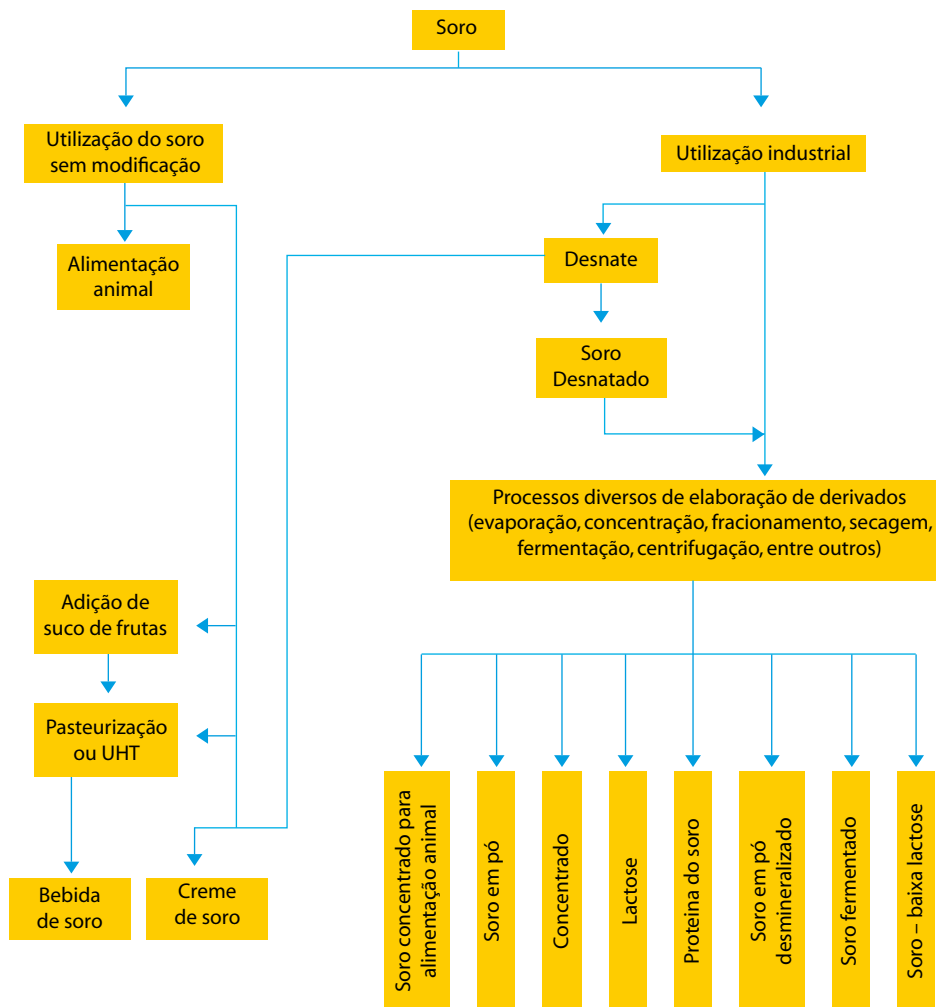 Soro
Utilização do soro
sem modificação
Utilização industrial
Alimentação
animal
Desnate
Soro
Desnatado
Processos diversos de elaboração de derivados
(evaporação, concentração, fracionamento, secagem,
fermentação, centrifugação, entre outros)
Adição de
suco de frutas
Pasteurização
ou UHT
Bebida
de soro
Creme
de soro
Soro concentrado para
alimentação animal
Soro em pó
Concentrado
Lactose
Proteina do soro
Soro em pó
desmineralizado
Soro fermentado
Soro – baixa lactose